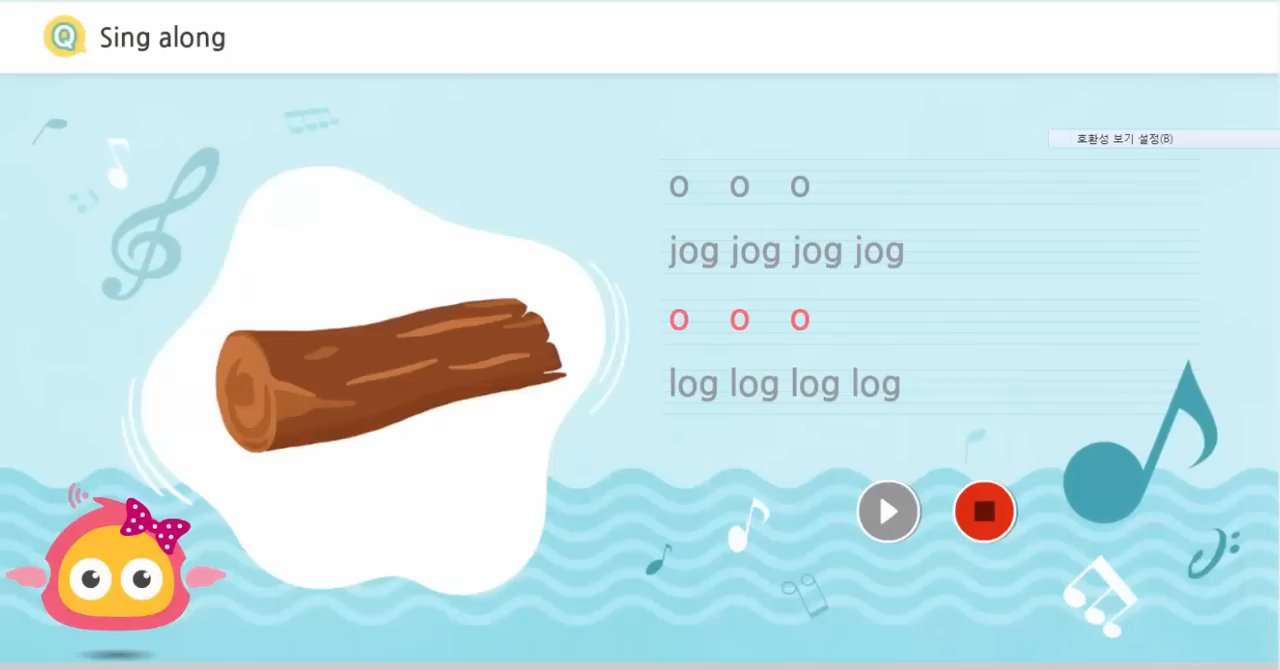 Q Sing along
호환성 보기 설정(B)
o o o
jog jog jog jog
o o o
log log log log